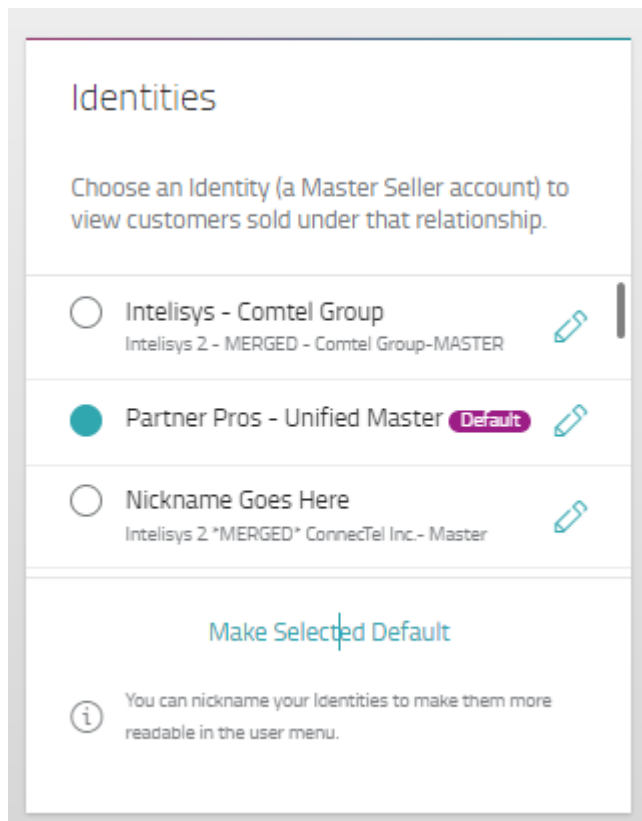 Identities
Choose an Identity (a Master Seller account) to
view customers sold under that relationship.
Intelisys - Comtel Group
Intelisys 2 - MERGED - Comtel Group-MASTER
Partner Pros - Unified Master Default
Nickname Goes Here
Intelisys 2 *MERGED* ConnecTel Inc.- Master
Make Selected Default
You can nickname your Identities to make them more
readable in the user menu.